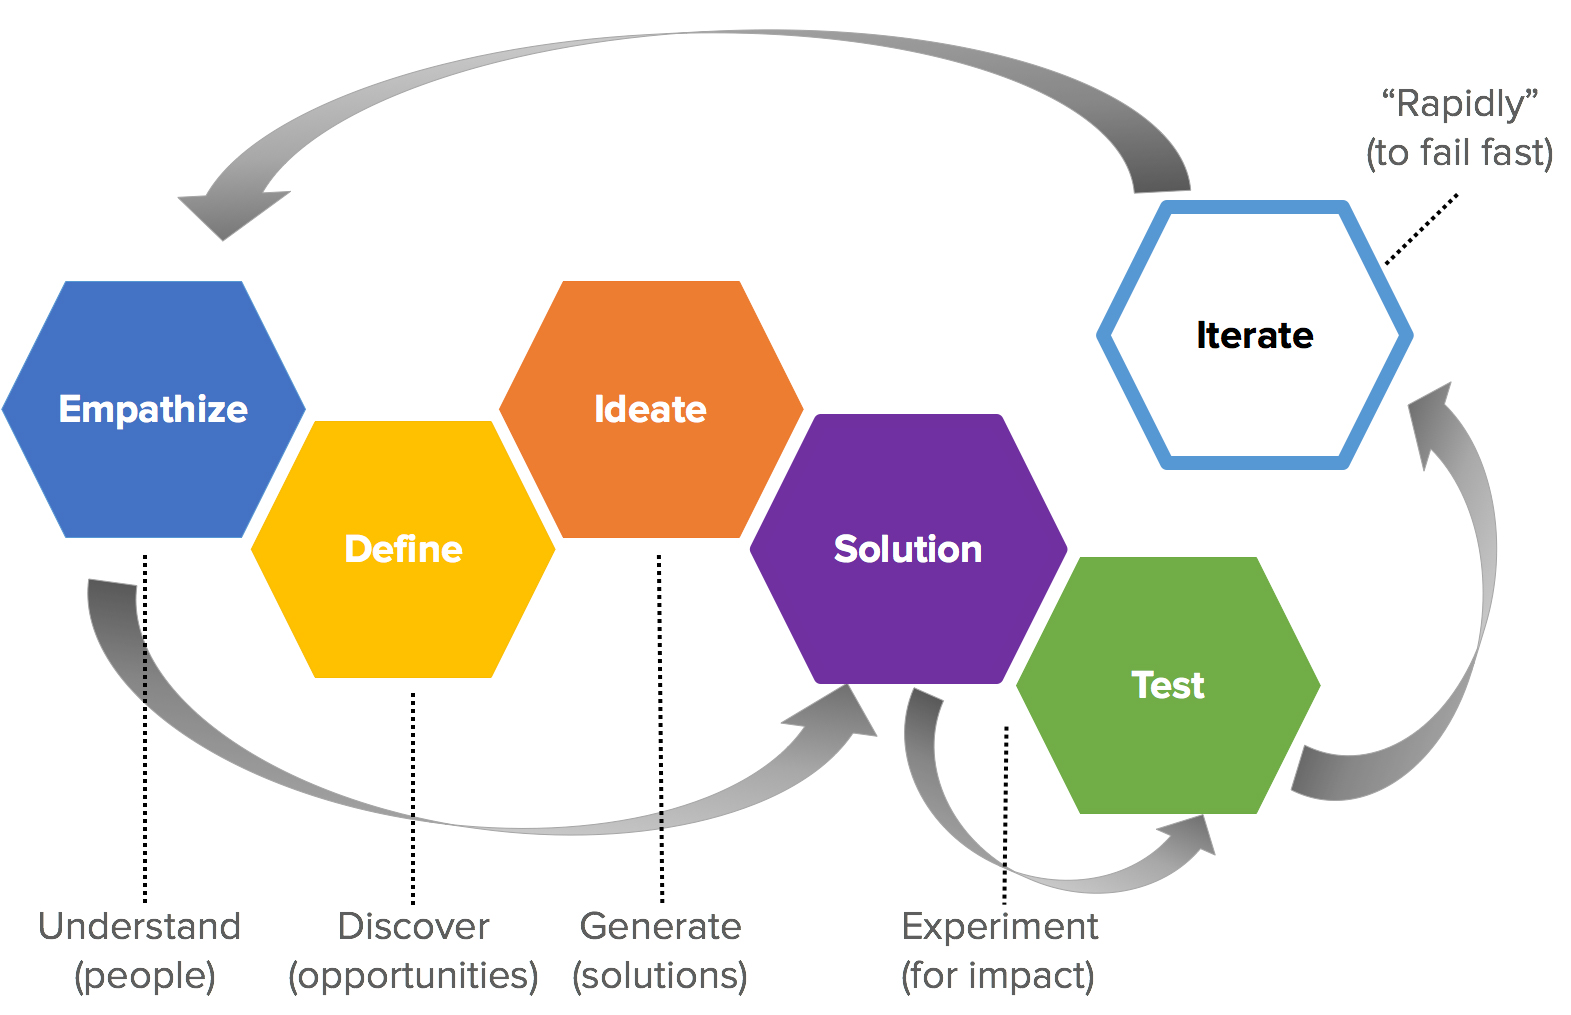 “Rapidly”
(to fail fast)
Iterate
Empathize
Ideate
Define
Solution
Test
Understand
(people)
Discover
(opportunities)
Generate
(solutions)
Experiment
(for impact)